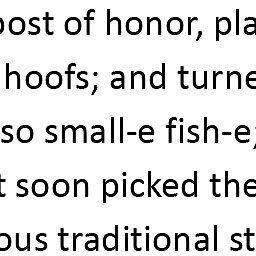 post of honor, pla
hoofs; and turne
so small-e fish-e;
t soon picked the
ous traditional st